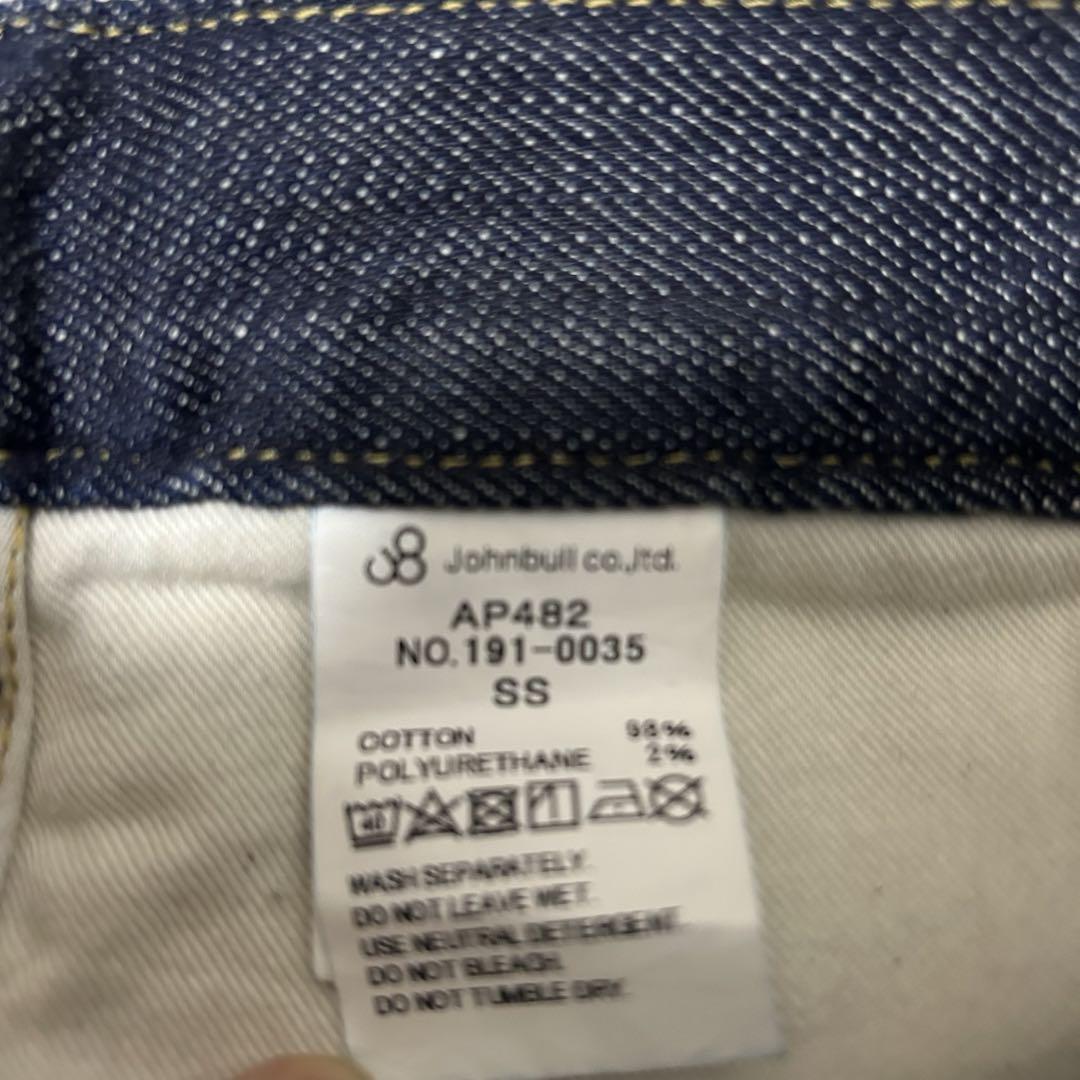 Johnbull co.,ltd.
AP482
NO.191-0035
SS
COTTON 98%
POLYURETHANE 2%
40
WASH SEPARATELY.
DO NOT LEAVE WET.
USE NEUTRAL DETERGENT.
DO NOT BLEACH.
DO NOT TUMBLE DRY.